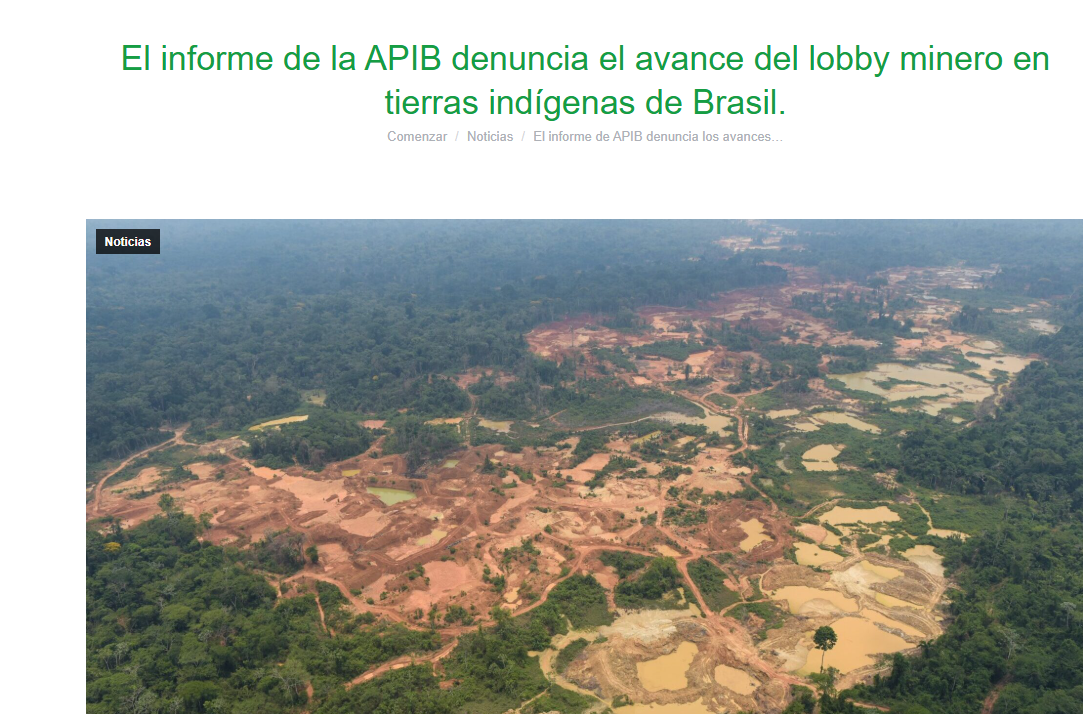 El informe de la APIB denuncia el avance del lobby minero en
tierras indígenas de Brasil.
Comenzar / Noticias / El informe de APIB denuncia los avances...
Noticias